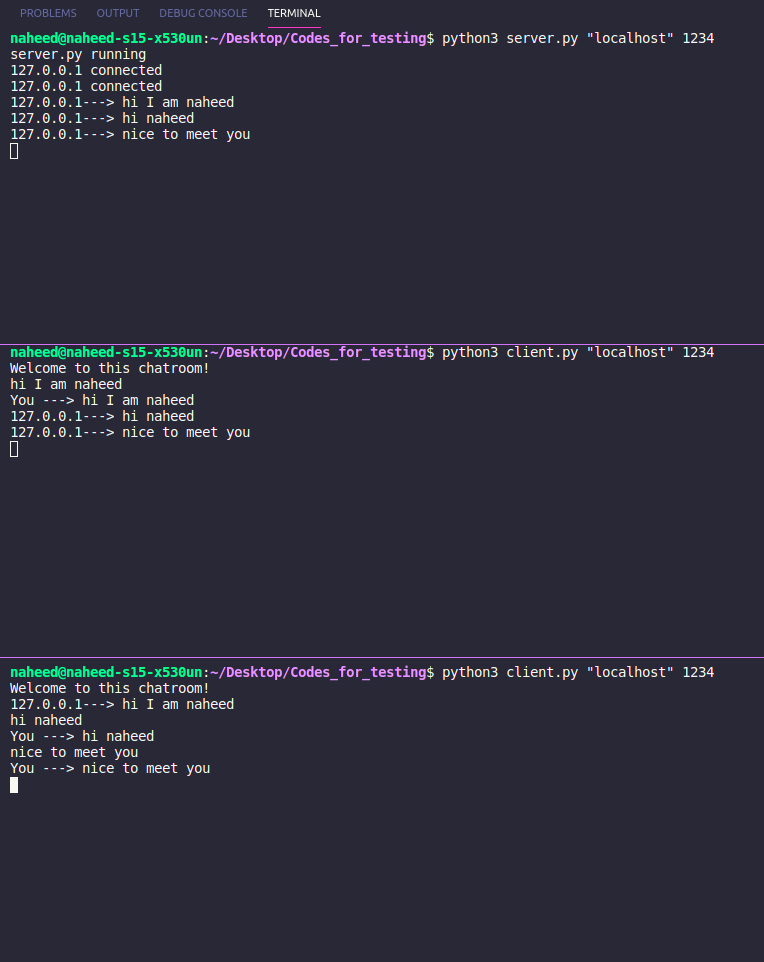 PROBLEMS OUTPUT DEBUG CONSOLE TERMINAL
naheed@naheed-s15-x530un:~/Desktop/Codes_for_testing$ python3 server.py "localhost" 1234
server.py running
127.0.0.1 connected
127.0.0.1 connected
127.0.0.1---> hi I am naheed
127.0.0.1---> hi naheed
127.0.0.1---> nice to meet you
naheed@naheed-s15-x530un:~/Desktop/Codes_for_testing$ python3 client.py "localhost" 1234
Welcome to this chatroom!
hi I am naheed
You ---> hi I am naheed
127.0.0.1---> hi naheed
127.0.0.1---> nice to meet you
naheed@naheed-s15-x530un:~/Desktop/Codes_for_testing$ python3 client.py "localhost" 1234
Welcome to this chatroom!
127.0.0.1---> hi I am naheed
hi naheed
You ---> hi naheed
nice to meet you
You ---> nice to meet you